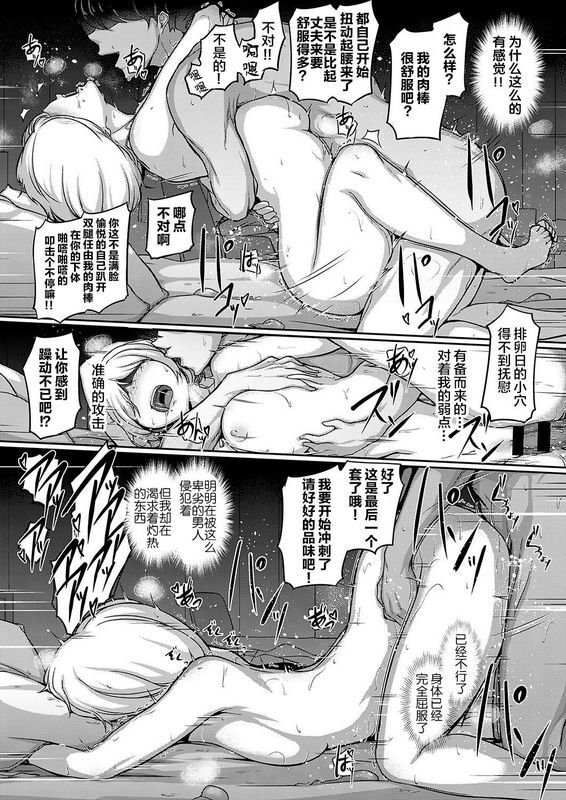 为什么这么的
有感觉!!
怎么样?
我的肉棒
很舒服吧?
都自己开始
扭动起腰来了
是不是比起
丈夫来要
舒服得多?
不对!!
啊
嗯
不是的!
嗯
嗯
哪点
不对啊
你这不是满脸
愉悦的自己趴开
双腿任由我的肉棒
在你的下体
啪嗒啪嗒的
叩击个不停嘛!!
排卵日的小穴
得不到抚慰
有备而来的…
对着我的弱点…
准确的攻击
让你感到
躁动不已吧!?
好了
这是最后一个
套了哦!
我要开始冲刺了
请好好的品味吧!
明明在被这么
卑劣的男人
侵犯着
但我却在
渴求着灼热
的东西
已经不行了
身体已经
完全屈服了